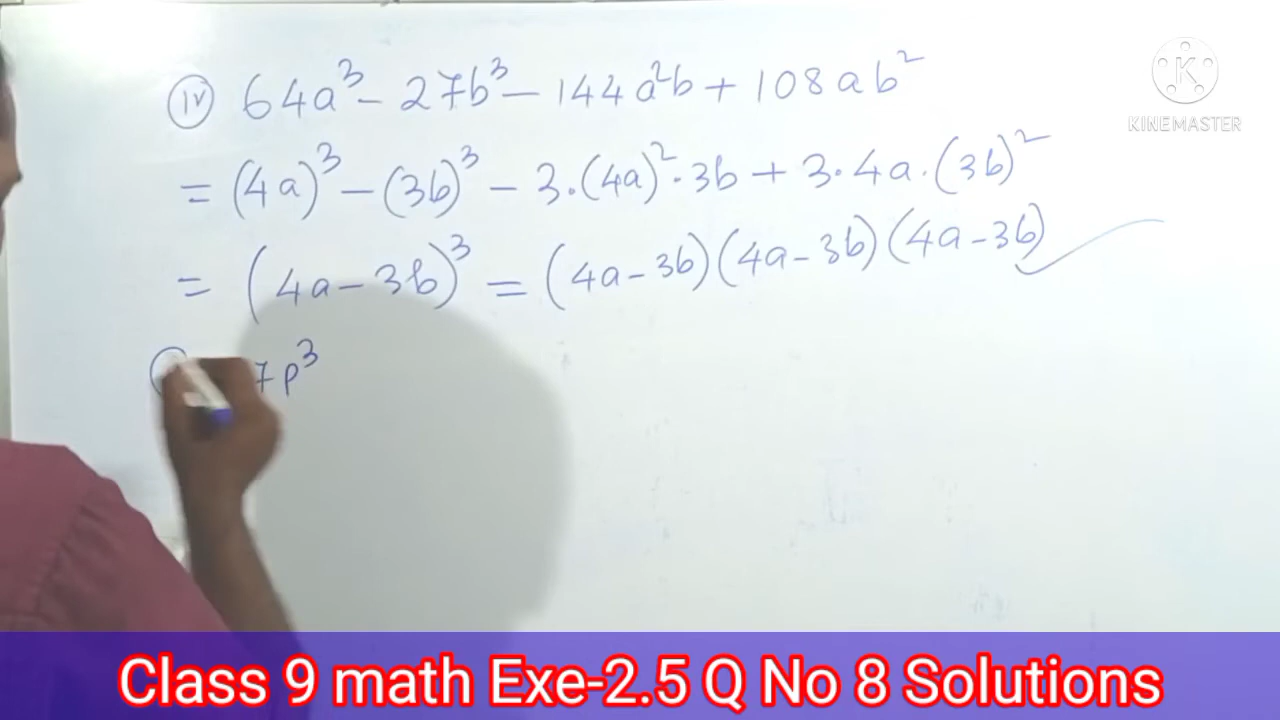 (iv) 64a³ - 27b³ - 144a²b + 108ab²
= (4a)³ - (3b)³ - 3·(4a)²·3b + 3·4a·(3b)²
= (4a - 3b)³ = (4a - 3b)(4a - 3b)(4a - 3b)
7p³
KINEMASTER
Class 9 math Exe-2.5 Q No 8 Solutions